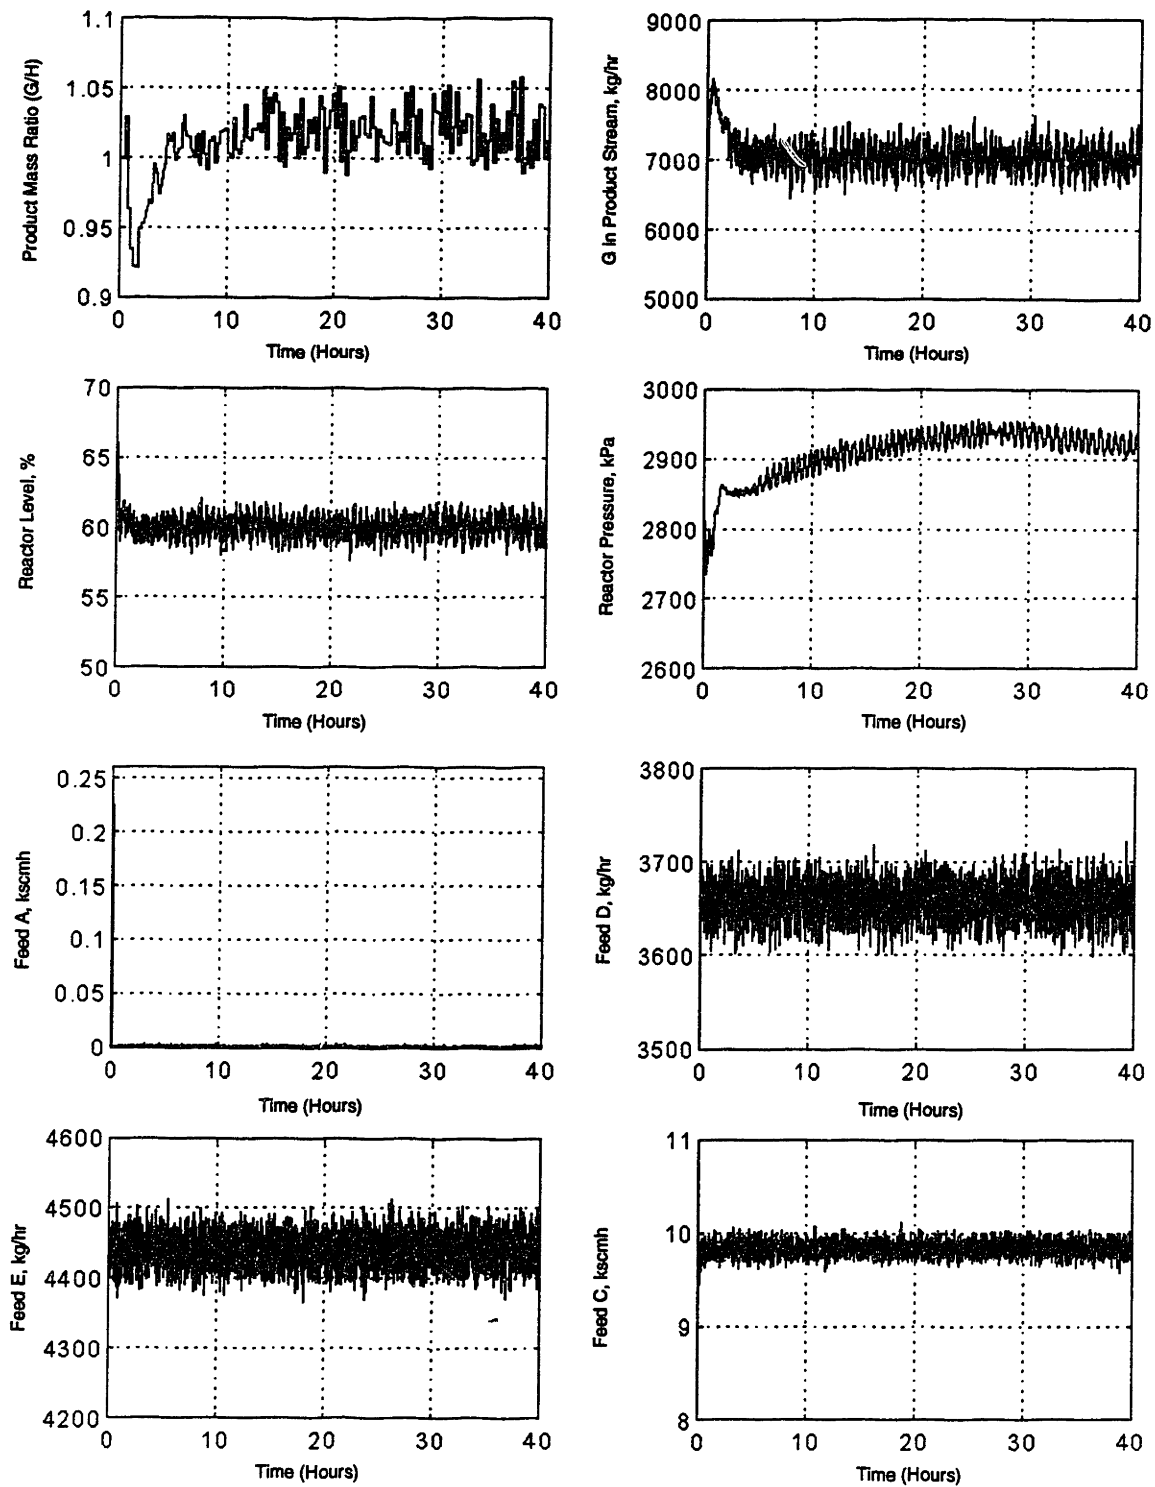 1.1
1.05
1
0.95
0.9
Product Mass Ratio (G/H)
0 10 20 30 40
Time (Hours)
9000
8000
7000
6000
5000
G in Product Stream, kg/hr
0 10 20 30 40
Time (Hours)
70
65
60
55
50
Reactor Level, %
0 10 20 30 40
Time (Hours)
3000
2900
2800
2700
2600
Reactor Pressure, kPa
0 10 20 30 40
Time (Hours)
0.25
0.2
0.15
0.1
0.05
0
Feed A, kscmh
0 10 20 30 40
Time (Hours)
3800
3700
3600
3500
Feed D, kg/hr
0 10 20 30 40
Time (Hours)
4600
4500
4400
4300
4200
Feed E, kg/hr
0 10 20 30 40
Time (Hours)
11
10
9
8
Feed C, kscmh
0 10 20 30 40
Time (Hours)